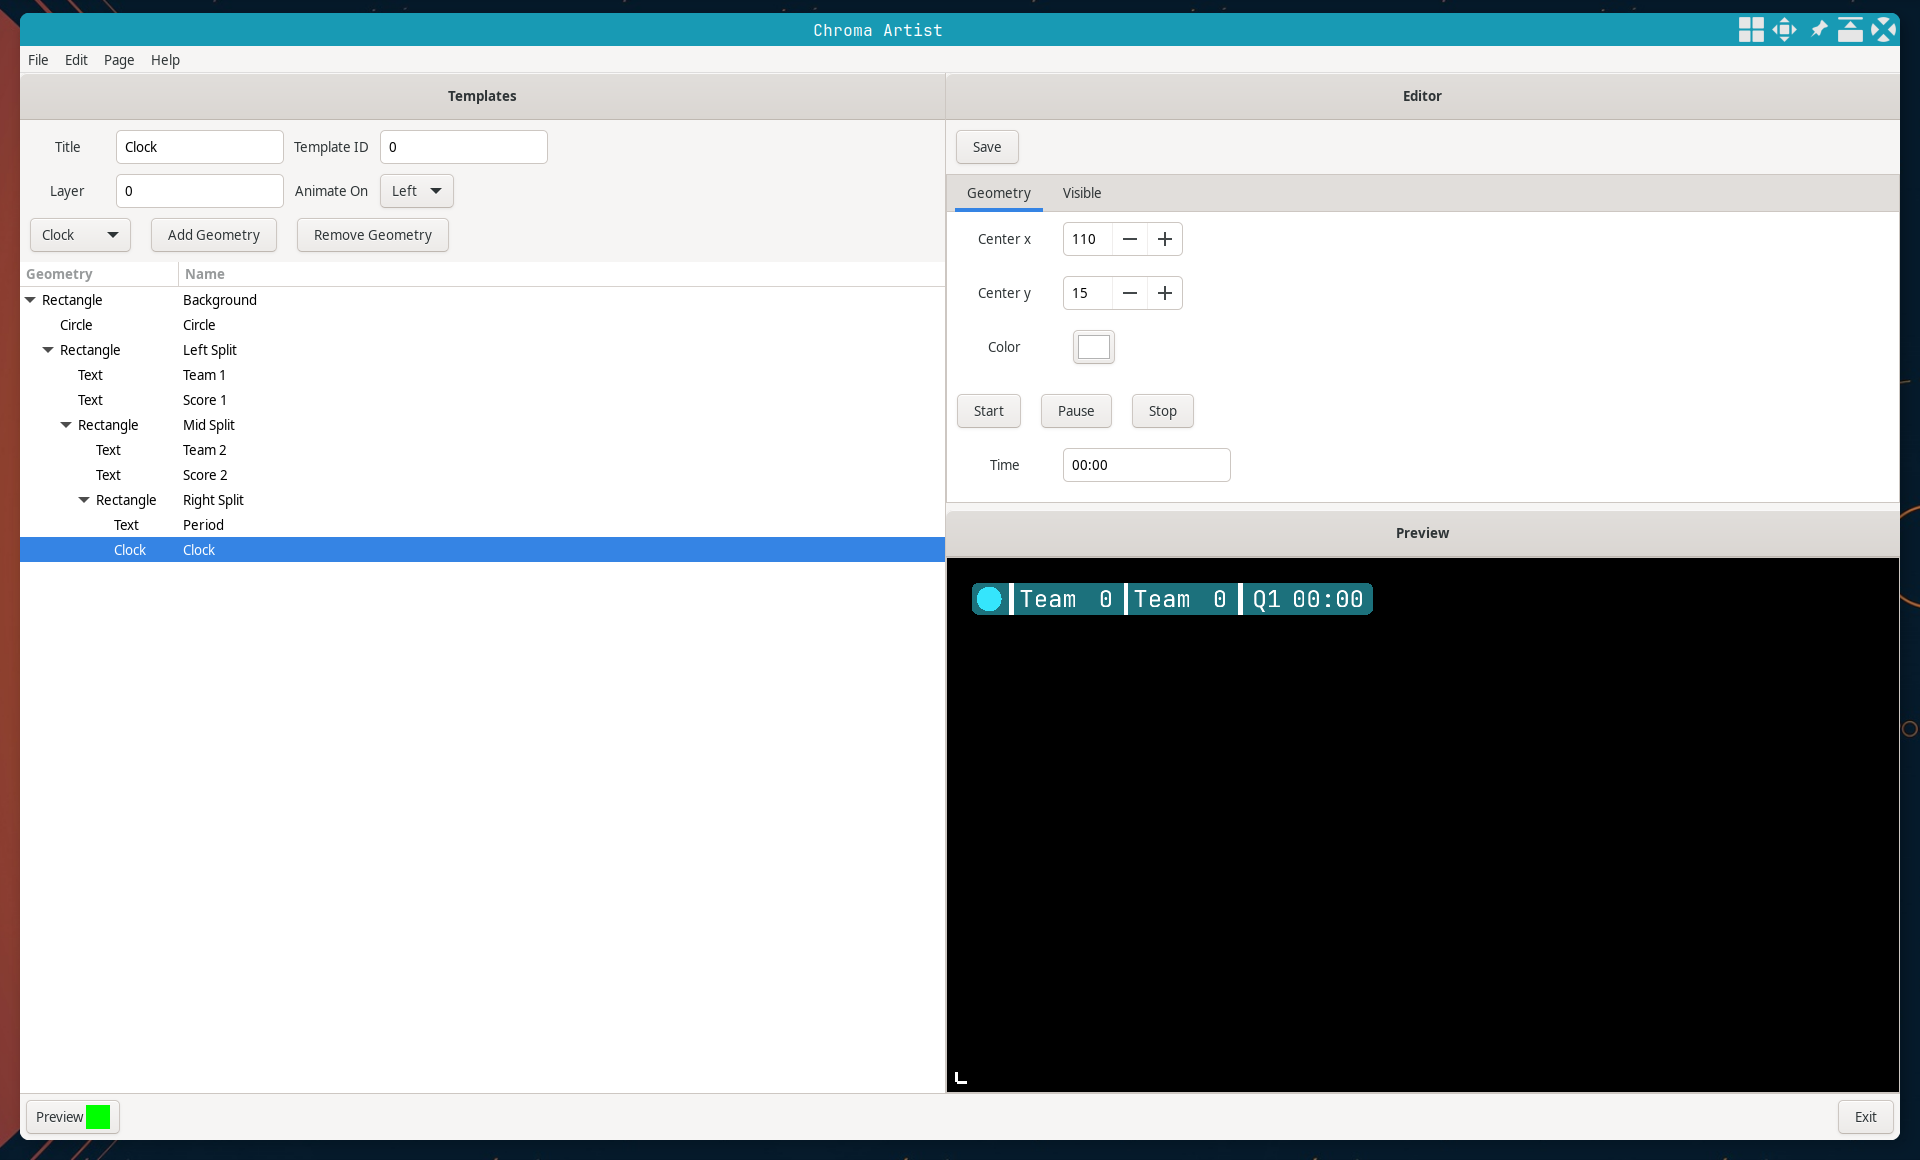 Chroma Artist
File Edit Page Help
Templates
Title Clock Template ID 0
Layer 0 Animate On Left
Clock Add Geometry Remove Geometry
Geometry Name
Rectangle Background
Circle Circle
Rectangle Left Split
Text Team 1
Text Score 1
Rectangle Mid Split
Text Team 2
Text Score 2
Rectangle Right Split
Text Period
Clock Clock
Editor
Save
Geometry Visible
Center x 110
Center y 15
Color
Start Pause Stop
Time 00:00
Preview
Team 0 Team 0 Q1 00:00
Preview
Exit